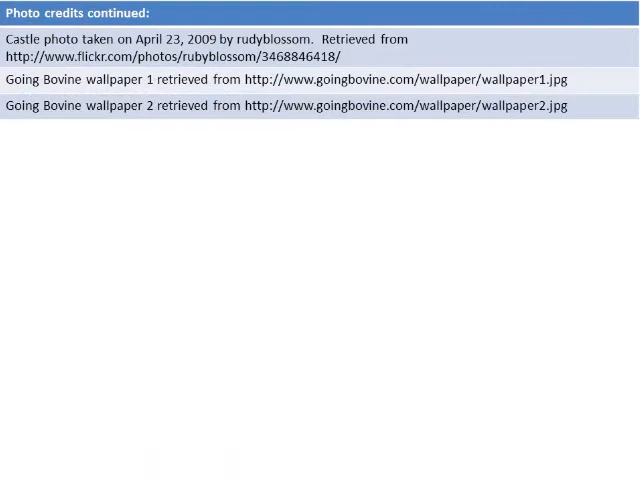 Photo credits continued:
Castle photo taken on April 23, 2009 by rudyblossom.  Retrieved from
http://www.flickr.com/photos/rubyblossom/3468846418/
Going Bovine wallpaper 1 retrieved from http://www.goingbovine.com/wallpaper/wallpaper1.jpg
Going Bovine wallpaper 2 retrieved from http://www.goingbovine.com/wallpaper/wallpaper2.jpg